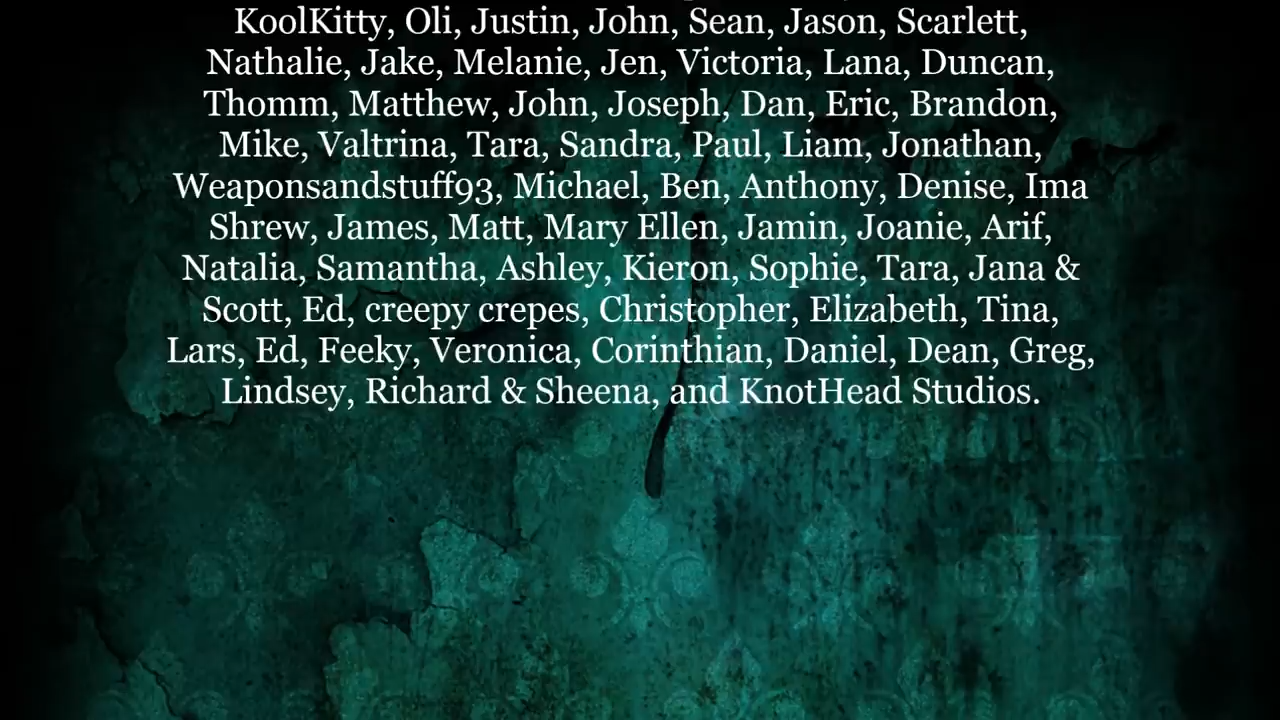 KoolKitty, Oli, Justin, John, Sean, Jason, Scarlett,
Nathalie, Jake, Melanie, Jen, Victoria, Lana, Duncan,
Thomm, Matthew, John, Joseph, Dan, Eric, Brandon,
Mike, Valtrina, Tara, Sandra, Paul, Liam, Jonathan,
Weaponsandstuff93, Michael, Ben, Anthony, Denise, Ima
Shrew, James, Matt, Mary Ellen, Jamin, Joanie, Arif,
Natalia, Samantha, Ashley, Kieron, Sophie, Tara, Jana &
Scott, Ed, creepy crepes, Christopher, Elizabeth, Tina,
Lars, Ed, Feeky, Veronica, Corinthian, Daniel, Dean, Greg,
Lindsey, Richard & Sheena, and KnotHead Studios.